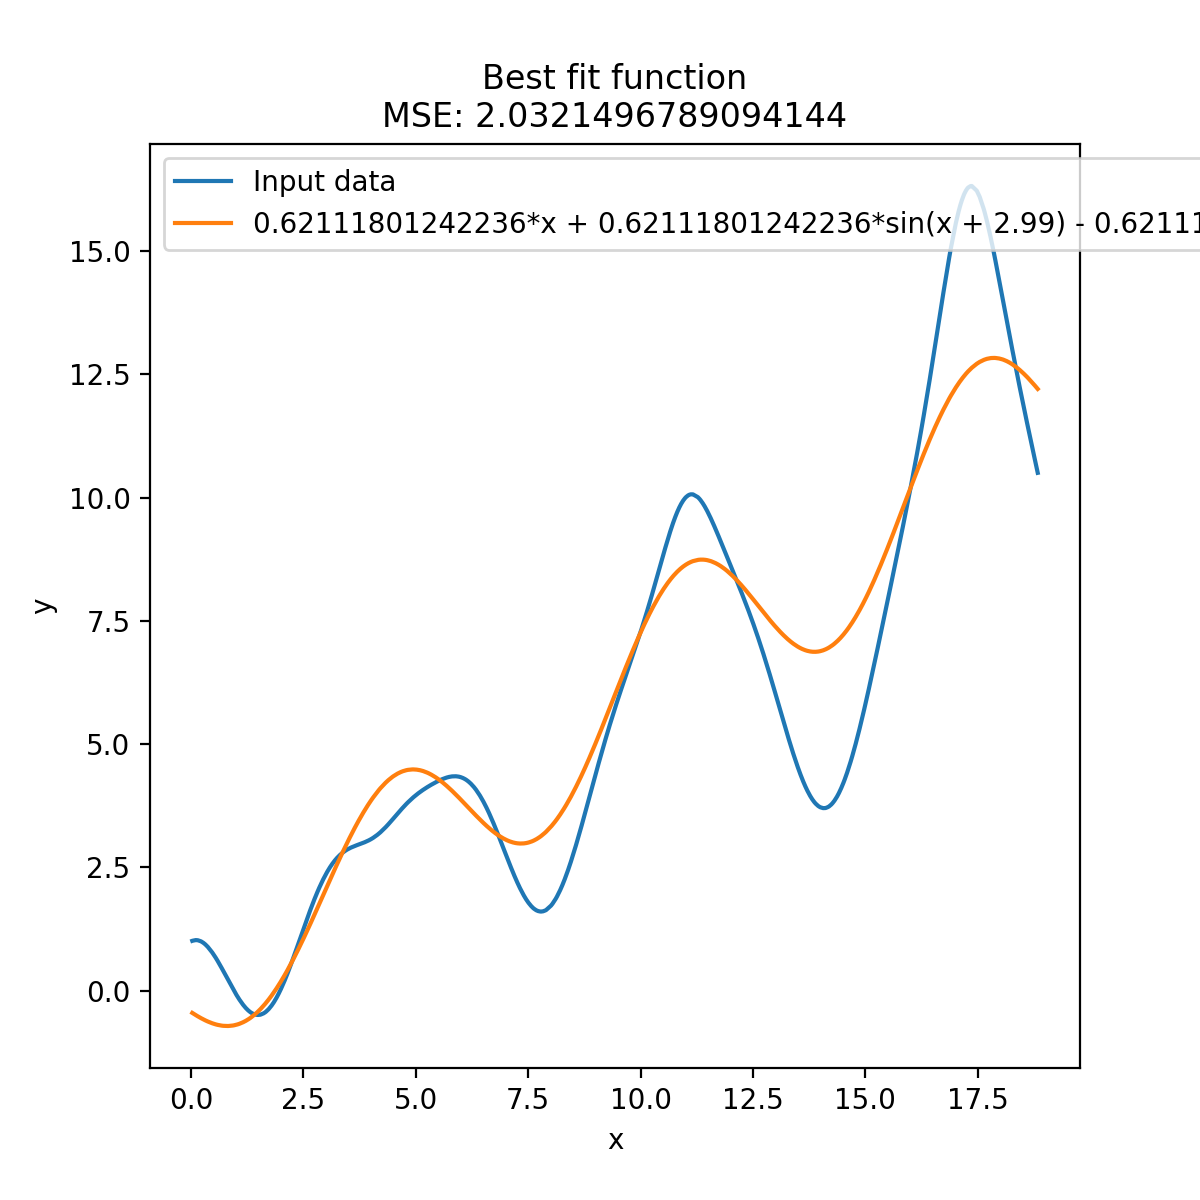 Best fit function
MSE: 2.0321496789094144
Input data
0.62111801242236*x + 0.62111801242236*sin(x + 2.99) - 0.62111
15.0
12.5
10.0
7.5
5.0
2.5
0.0
y
0.0 2.5 5.0 7.5 10.0 12.5 15.0 17.5
x